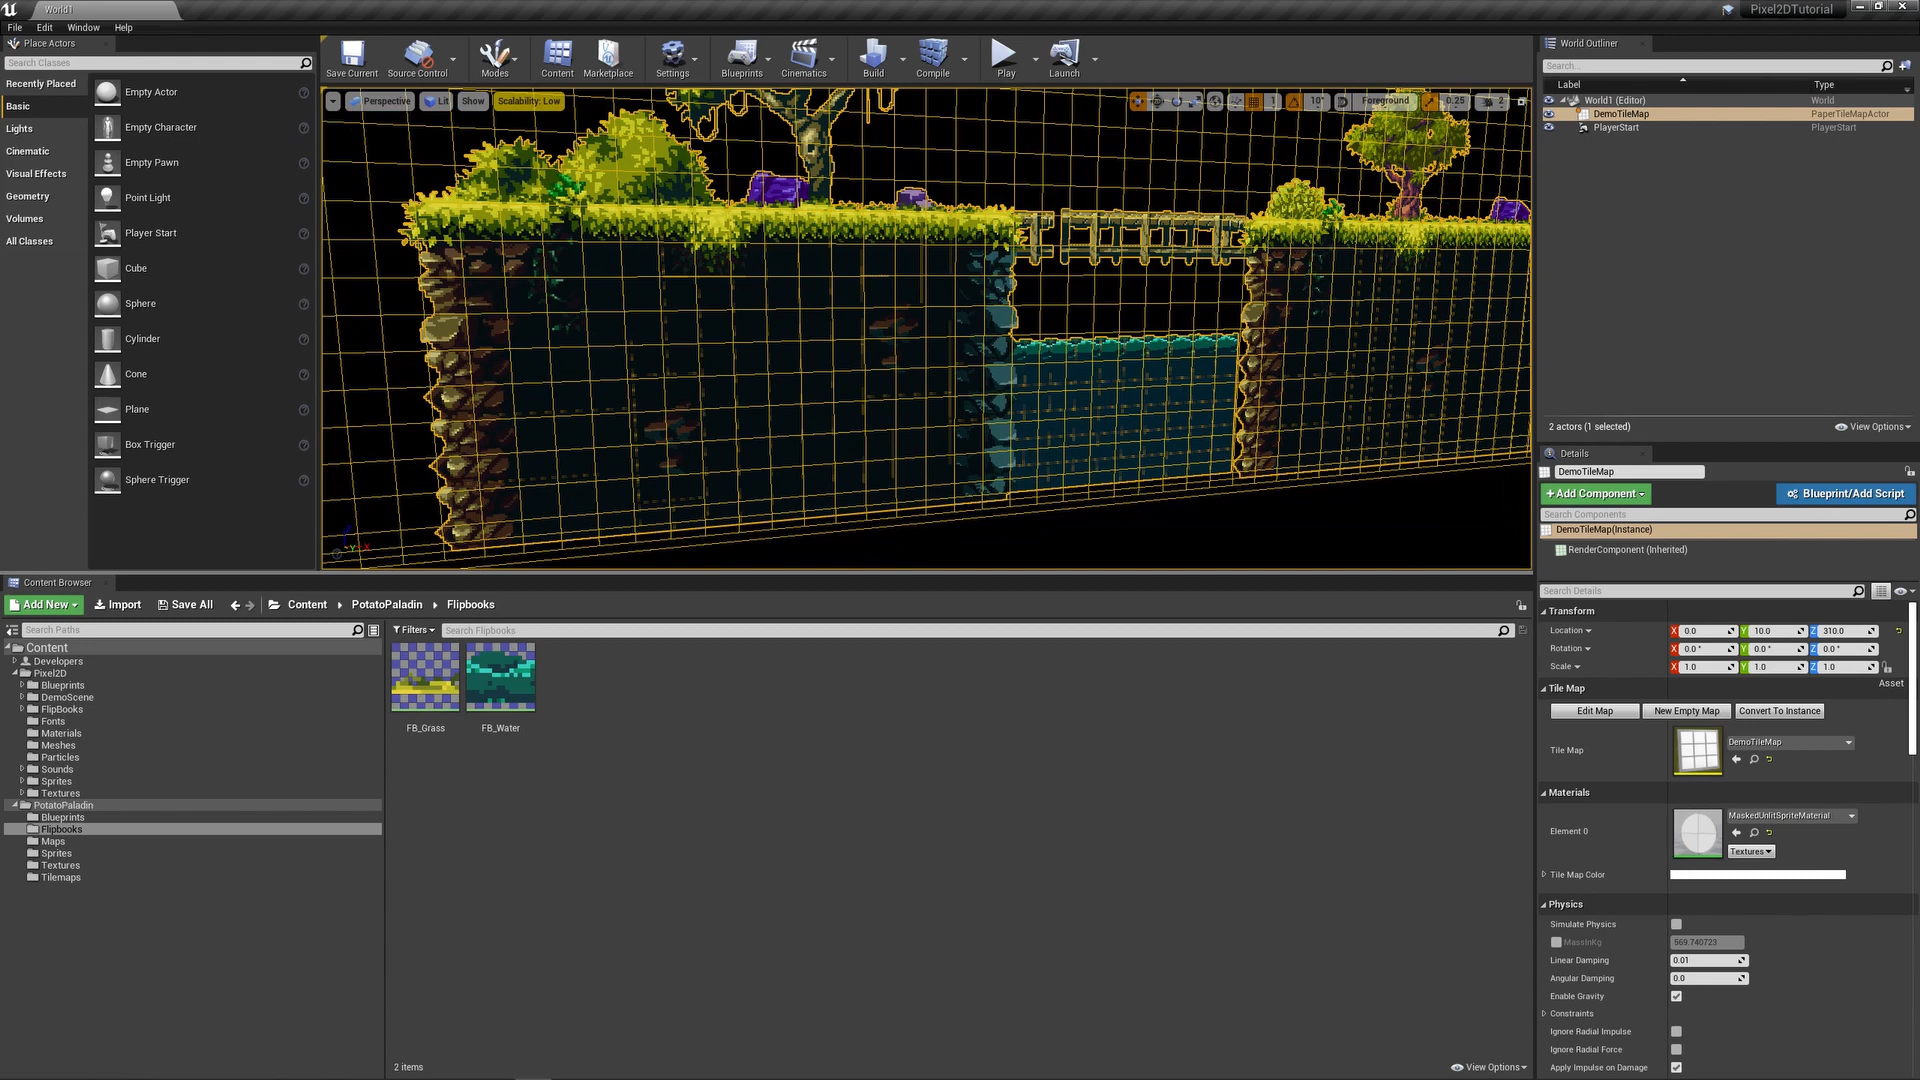 World1
Pixel2DTutorial
File Edit Window Help
Place Actors
Search Classes
Recently Placed
Basic
Lights
Cinematic
Visual Effects
Geometry
Volumes
All Classes
Empty Actor
Empty Character
Empty Pawn
Point Light
Player Start
Cube
Sphere
Cylinder
Cone
Plane
Box Trigger
Sphere Trigger
Save Current Source Control Modes Content Marketplace Settings Blueprints Cinematics Build Compile Play Launch
Perspective Lit Show Scalability: Low
1 10° Foreground 0.25 2
World Outliner
Search...
Label Type
World1 (Editor) World
DemoTileMap PaperTileMapActor
PlayerStart PlayerStart
2 actors (1 selected) View Options
Details
DemoTileMap
+Add Component Blueprint/Add Script
Search Components
DemoTileMap(Instance)
RenderComponent (Inherited)
Search Details
Transform
Location X 0.0 Y 10.0 Z 310.0
Rotation X 0.0 ° Y 0.0 ° Z 0.0 °
Scale X 1.0 Y 1.0 Z 1.0
Asset
Tile Map
Edit Map New Empty Map Convert To Instance
Tile Map DemoTileMap
Materials
Element 0 MaskedUnlitSpriteMaterial
Textures
Tile Map Color
Physics
Simulate Physics
MassInKg 569.740723
Linear Damping 0.01
Angular Damping 0.0
Enable Gravity
Constraints
Ignore Radial Impulse
Ignore Radial Force
Apply Impulse on Damage
Content Browser
Add New Import Save All Content PotatoPaladin Flipbooks
Search Paths
Content
Developers
Pixel2D
Blueprints
DemoScene
FlipBooks
Fonts
Materials
Meshes
Particles
Sounds
Sprites
Textures
PotatoPaladin
Blueprints
Flipbooks
Maps
Sprites
Textures
Tilemaps
Filters Search Flipbooks
FB_Grass FB_Water
2 items View Options